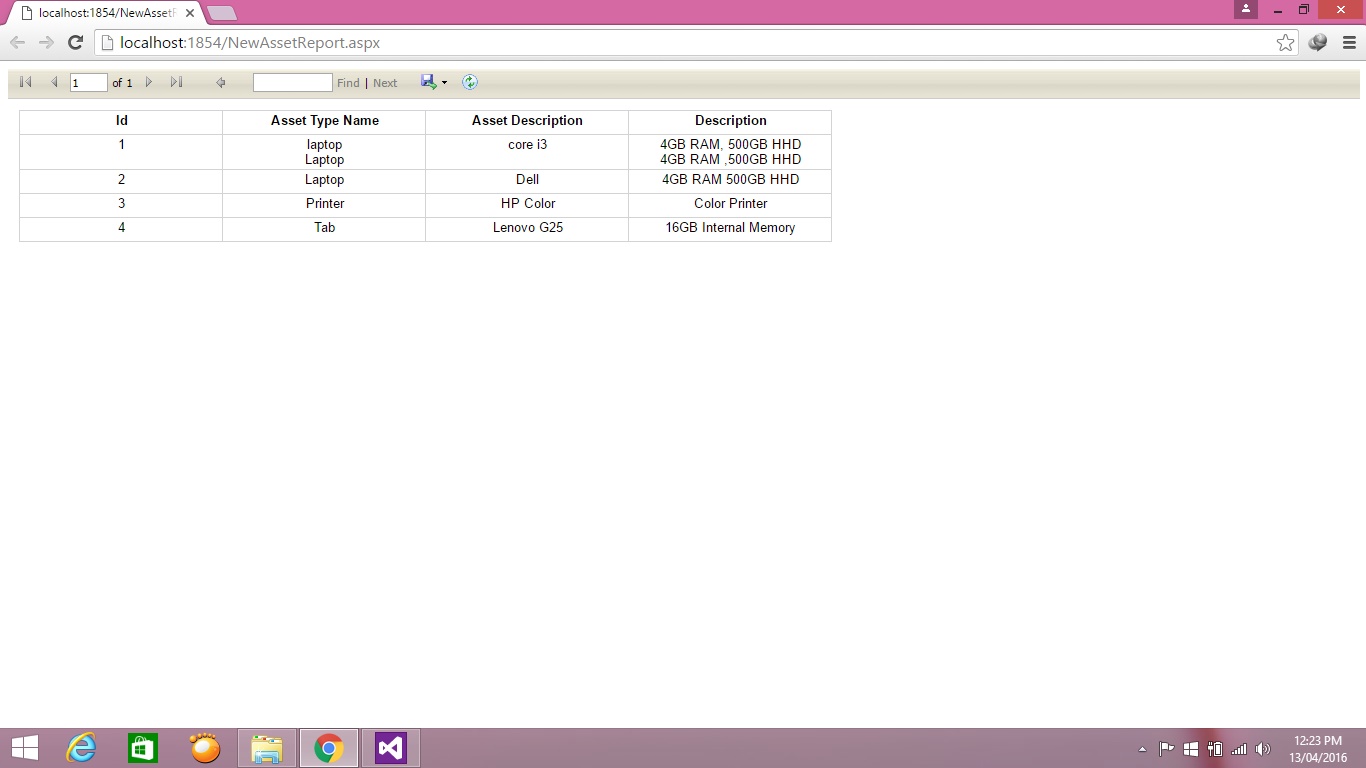 localhost:1854/NewAssetR
localhost:1854/NewAssetReport.aspx
1 of 1 Find | Next
Id Asset Type Name Asset Description Description
1 laptop core i3 4GB RAM, 500GB HHD
Laptop 4GB RAM ,500GB HHD
2 Laptop Dell 4GB RAM 500GB HHD
3 Printer HP Color Color Printer
4 Tab Lenovo G25 16GB Internal Memory
12:23 PM
13/04/2016